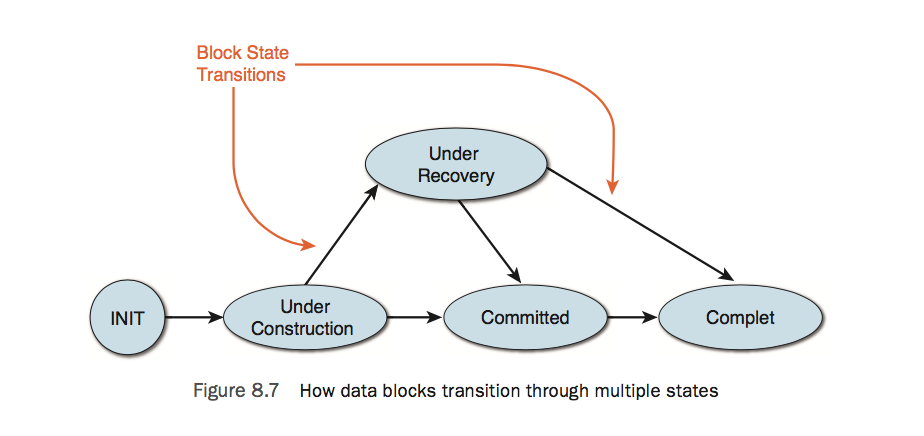 Block State
Transitions
Under
Recovery
INIT
Under
Construction
Committed
Complet
Figure 8.7 How data blocks transition through multiple states